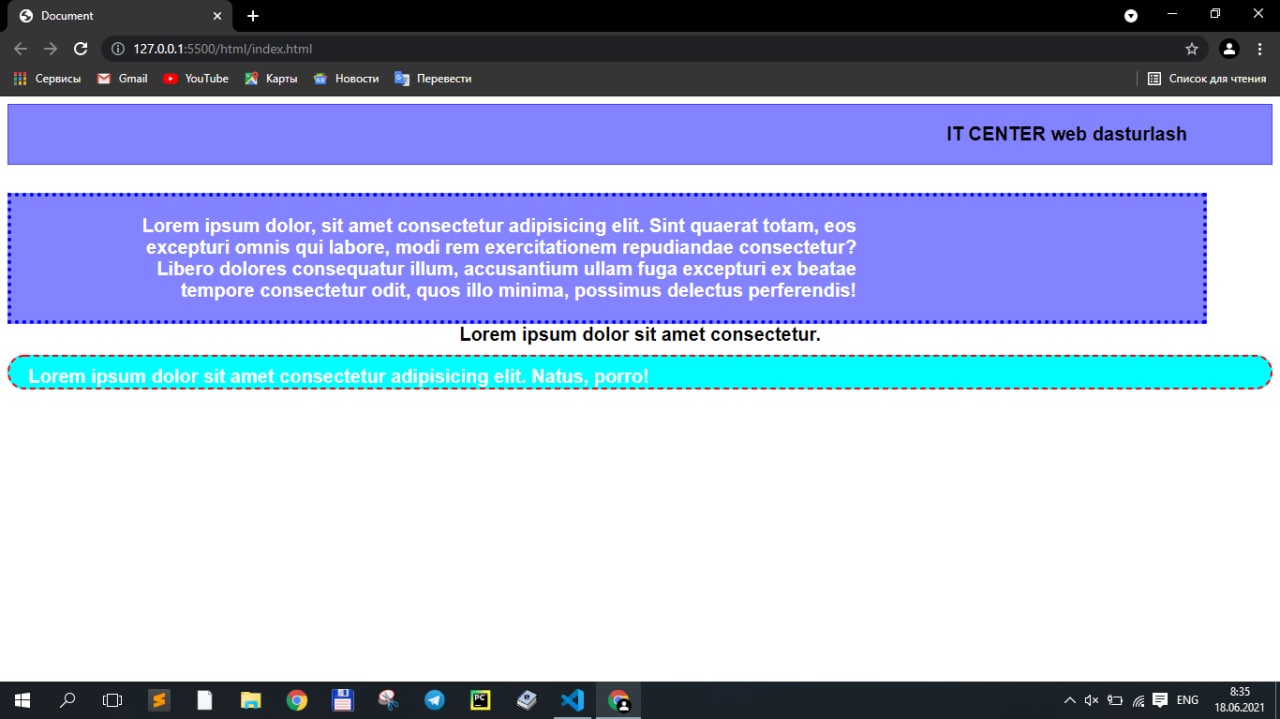 Document
127.0.0.1:5500/html/index.html
Сервисы Gmail YouTube Карты Новости Перевести Список для чтения
IT CENTER web dasturlash
Lorem ipsum dolor, sit amet consectetur adipisicing elit. Sint quaerat totam, eos
excepturi omnis qui labore, modi rem exercitationem repudiandae consectetur?
Libero dolores consequatur illum, accusantium ullam fuga excepturi ex beatae
tempore consectetur odit, quos illo minima, possimus delectus perferendis!
Lorem ipsum dolor sit amet consectetur.
Lorem ipsum dolor sit amet consectetur adipisicing elit. Natus, porro!
PC
ENG
8:35
18.06.2021